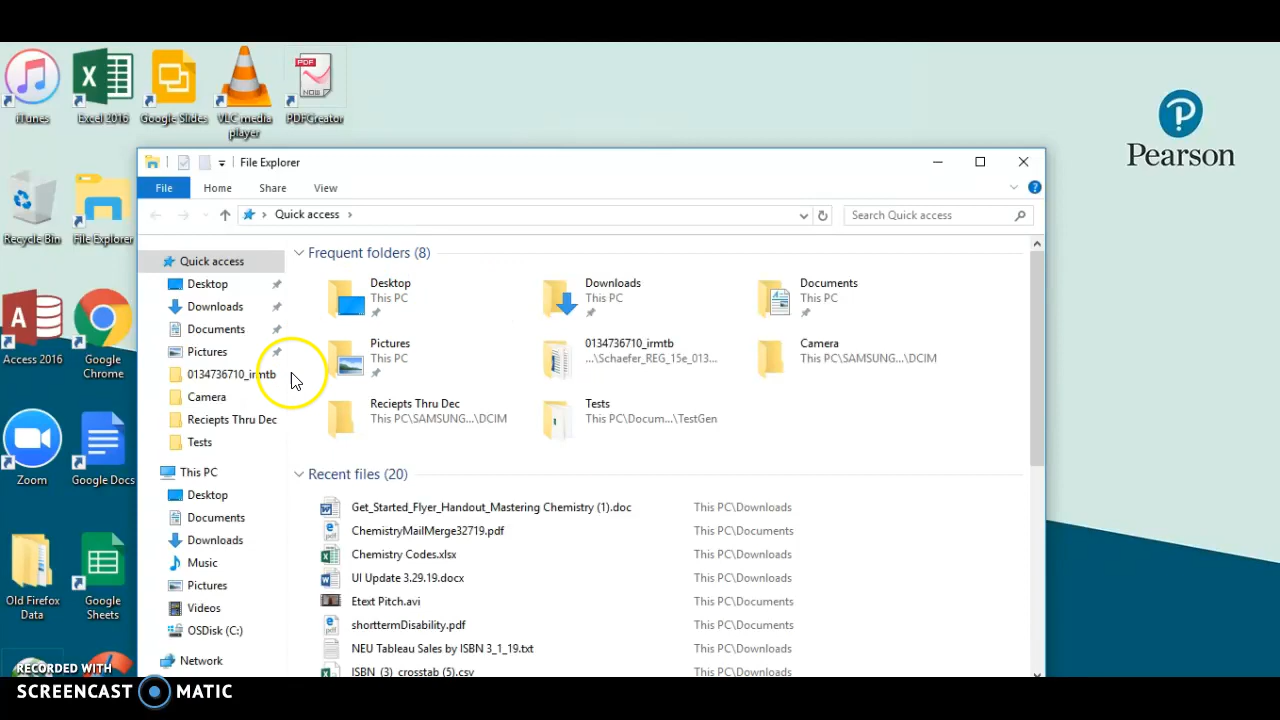 iTunes
Excel 2016
Google Slides
VLC media player
PDF
NOW
PDFCreator
Pearson
Recycle Bin
File Explorer
Access 2016
Google Chrome
Zoom
Google Docs
Old Firefox Data
Google Sheets
File Explorer
File Home Share View
Quick access
Search Quick access
Quick access
Desktop
Downloads
Documents
Pictures
0134736710_irmtb
Camera
Reciepts Thru Dec
Tests
This PC
Desktop
Documents
Downloads
Music
Pictures
Videos
OSDisk (C:)
Network
Frequent folders (8)
Desktop
This PC
Downloads
This PC
Documents
This PC
Pictures
This PC
0134736710_irmtb
...\Schaefer_REG_15e_013...
Camera
This PC\SAMSUNG...\DCIM
Reciepts Thru Dec
This PC\SAMSUNG...\DCIM
Tests
This PC\Docum...\TestGen
Recent files (20)
Get_Started_Flyer_Handout_Mastering Chemistry (1).doc This PC\Downloads
ChemistryMailMerge32719.pdf This PC\Documents
Chemistry Codes.xlsx This PC\Downloads
UI Update 3.29.19.docx This PC\Downloads
Etext Pitch.avi This PC\Documents
shorttermDisability.pdf This PC\Documents
NEU Tableau Sales by ISBN 3_1_19.txt This PC\Downloads
ISBN_(3)_crosstab (5).csv This PC\Downloads
RECORDED WITH
SCREENCAST MATIC